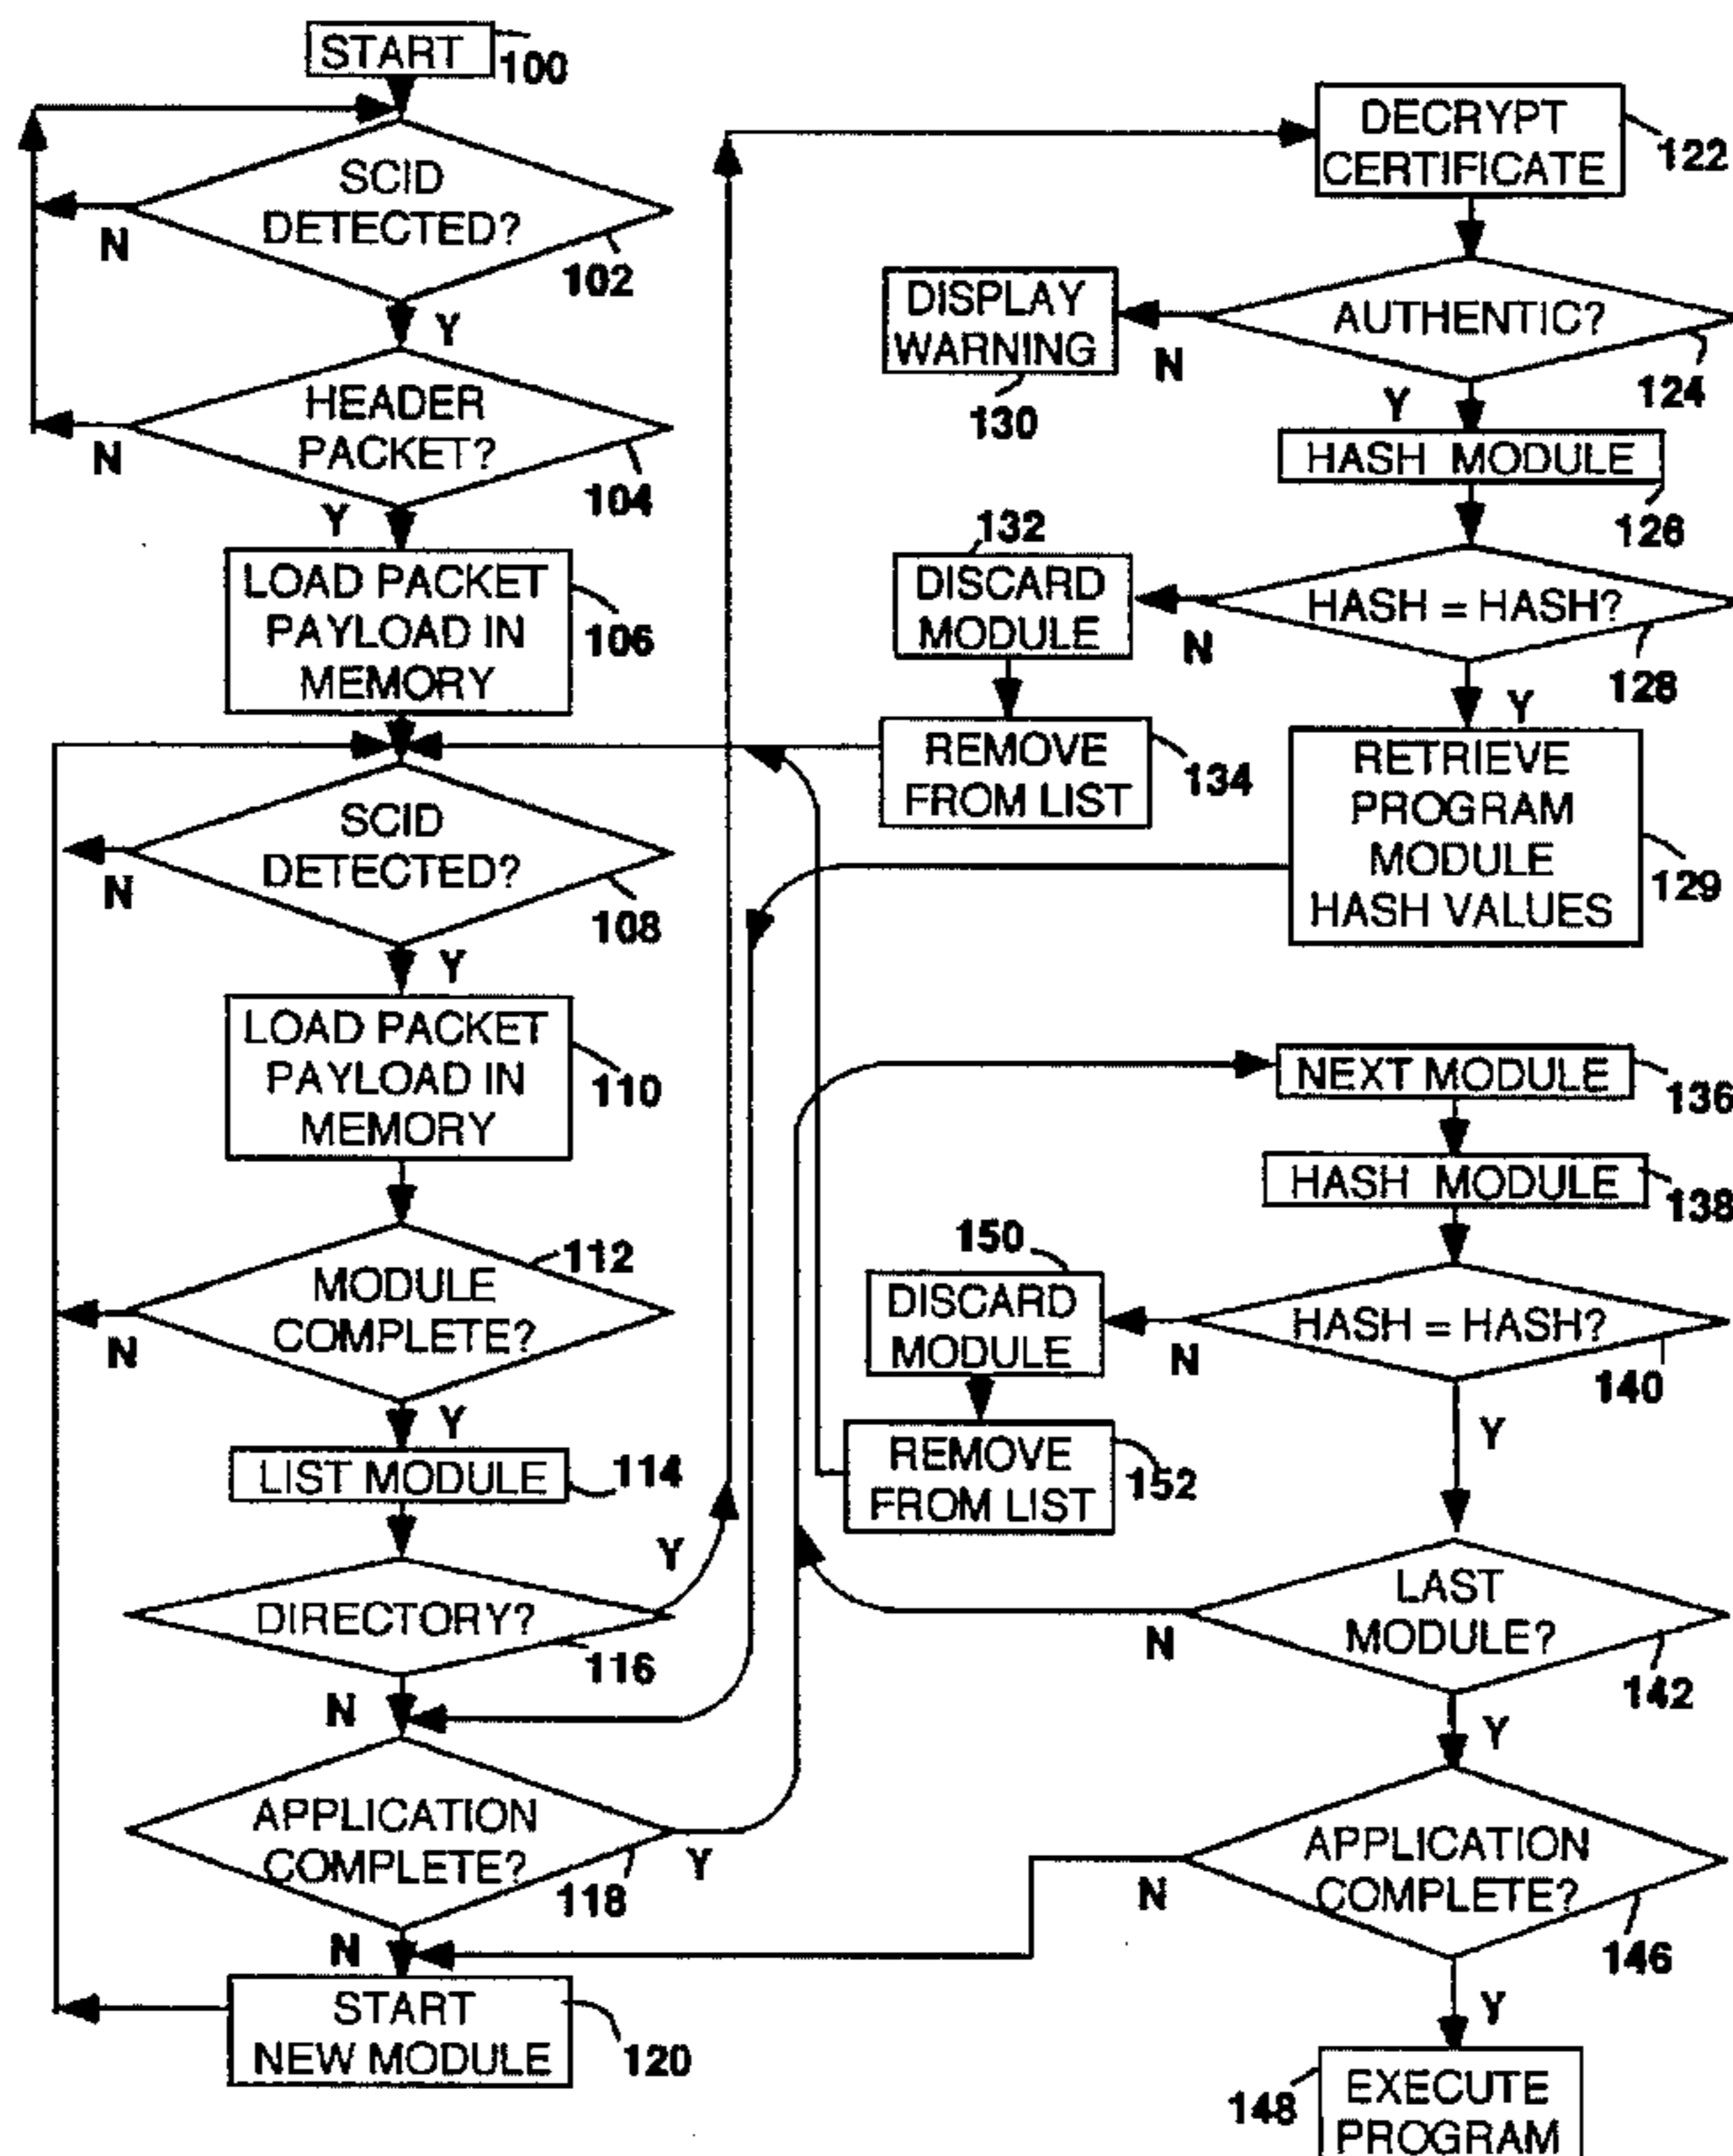 START
100
SCID
DETECTED?
102
N
Y
HEADER
PACKET?
104
N
Y
LOAD PACKET
PAYLOAD IN
MEMORY
106
SCID
DETECTED?
108
N
Y
LOAD PACKET
PAYLOAD IN
MEMORY
110
MODULE
COMPLETE?
112
N
Y
LIST MODULE
114
DIRECTORY?
116
Y
N
APPLICATION
COMPLETE?
118
Y
N
START
NEW MODULE
120
DECRYPT
CERTIFICATE
122
AUTHENTIC?
124
N
Y
DISPLAY
WARNING
130
HASH MODULE
126
HASH = HASH?
128
N
Y
132
DISCARD
MODULE
REMOVE
FROM LIST
134
RETRIEVE
PROGRAM
MODULE
HASH VALUES
129
NEXT MODULE
136
HASH MODULE
138
HASH = HASH?
140
N
Y
150
DISCARD
MODULE
REMOVE
FROM LIST
152
LAST
MODULE?
142
N
Y
APPLICATION
COMPLETE?
146
N
Y
148
EXECUTE
PROGRAM